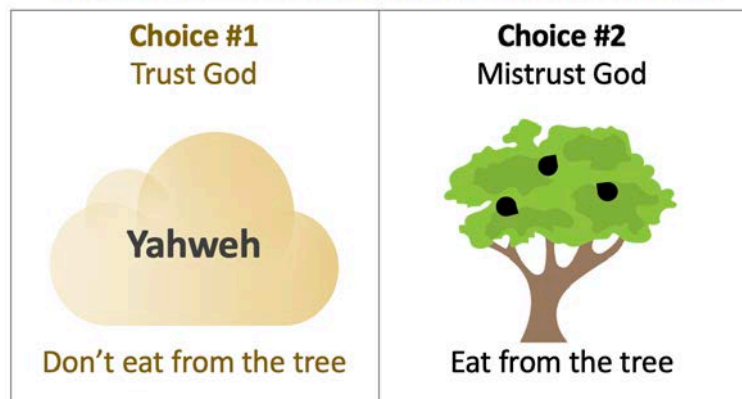 Choice #1
Trust God
Yahweh
Don't eat from the tree
Choice #2
Mistrust God
Eat from the tree